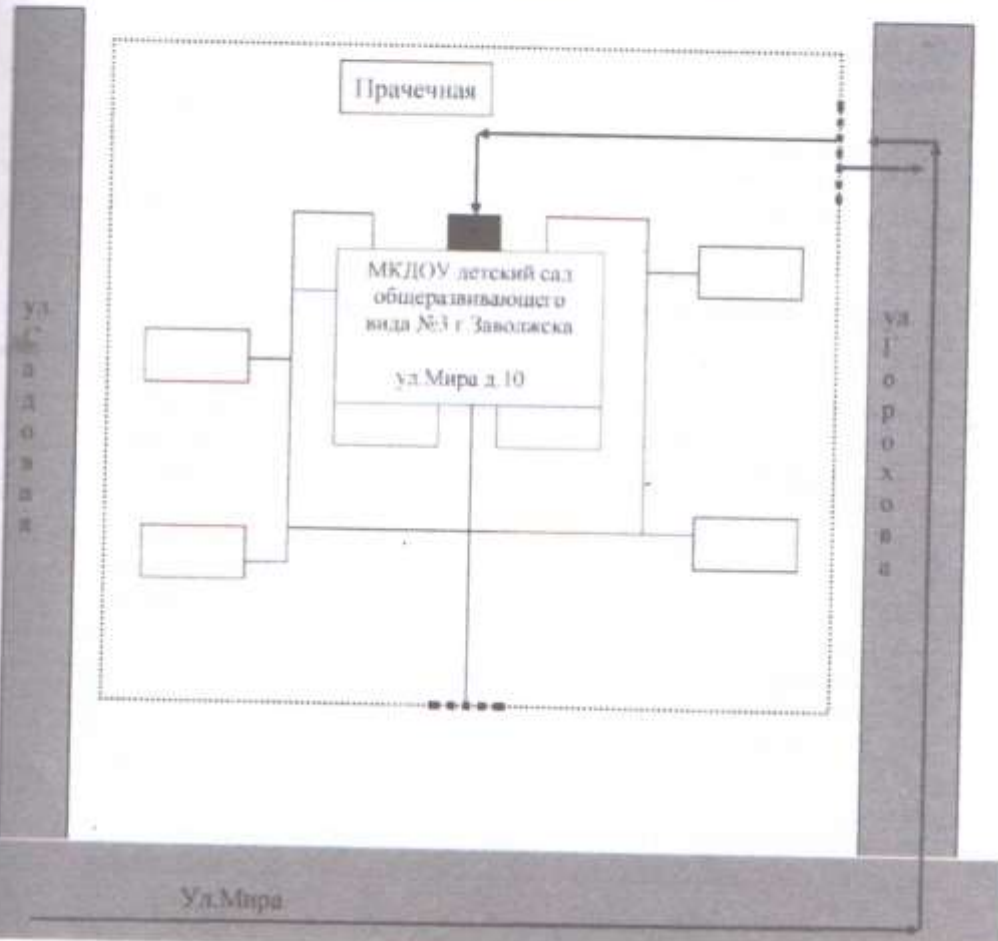 Прачечная
МКДОУ детский сад
общеразвивающего
вида №3 г.Заволжска
ул.Мира д.10
ул.
Садовая
ул.
Горохова
Ул.Мира